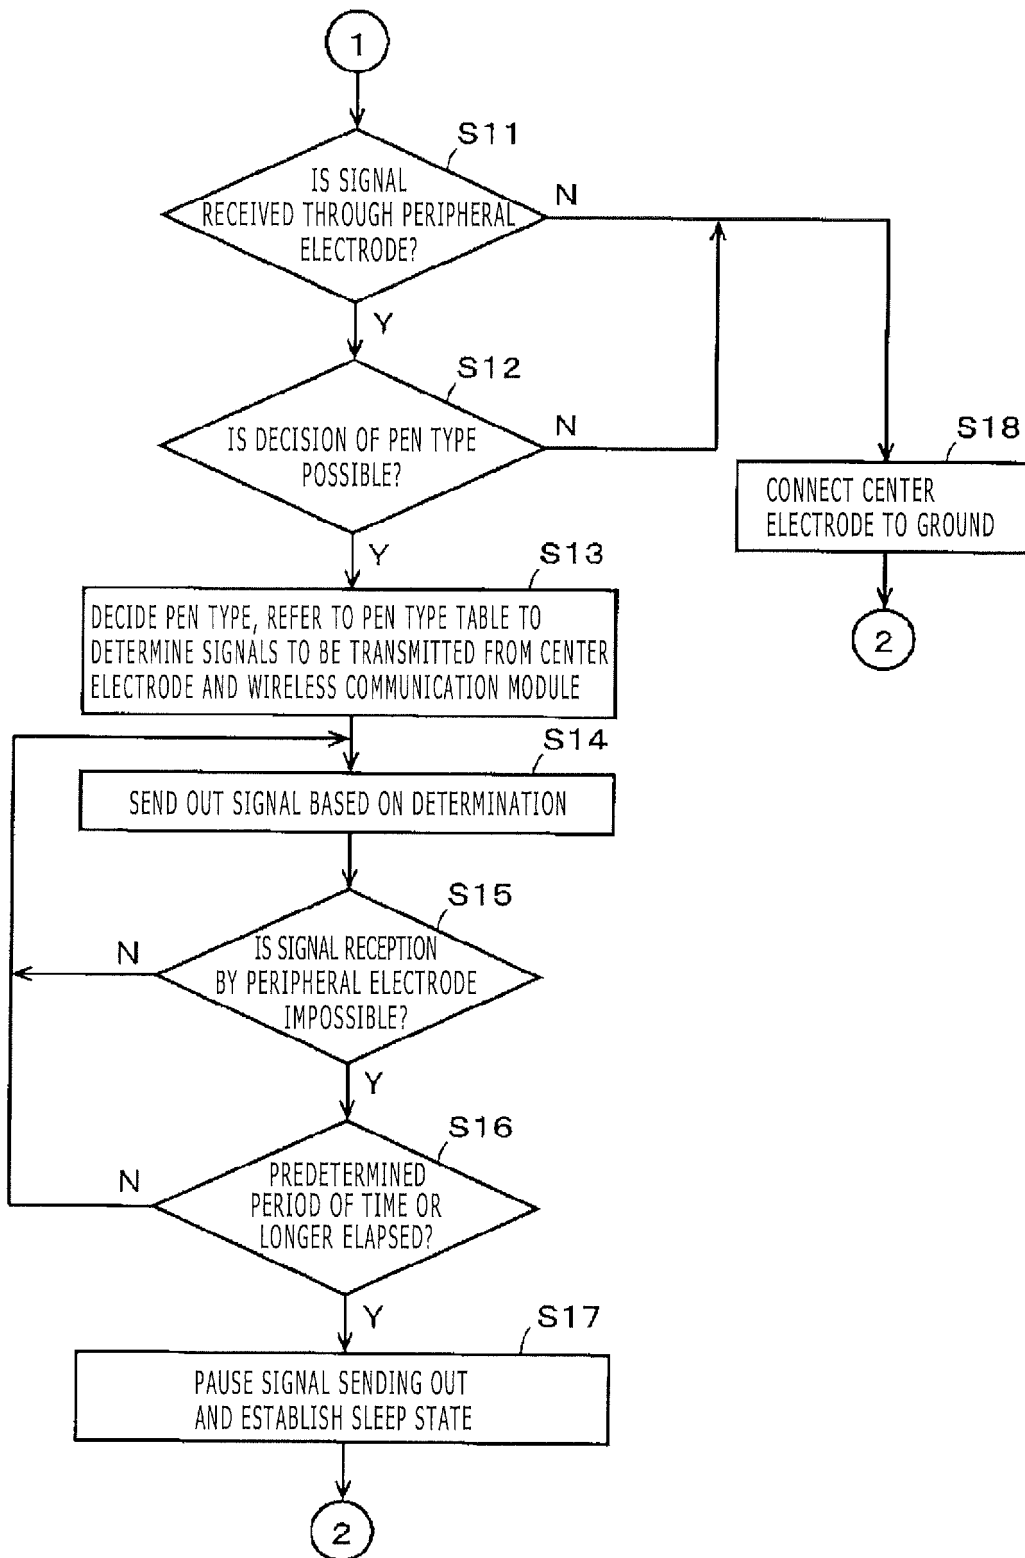 1
S11
IS SIGNAL
RECEIVED THROUGH PERIPHERAL
ELECTRODE?
N
Y
S12
IS DECISION OF PEN TYPE
POSSIBLE?
N
Y
S18
CONNECT CENTER
ELECTRODE TO GROUND
2
S13
DECIDE PEN TYPE, REFER TO PEN TYPE TABLE TO
DETERMINE SIGNALS TO BE TRANSMITTED FROM CENTER
ELECTRODE AND WIRELESS COMMUNICATION MODULE
S14
SEND OUT SIGNAL BASED ON DETERMINATION
S15
IS SIGNAL RECEPTION
BY PERIPHERAL ELECTRODE
IMPOSSIBLE?
N
Y
S16
PREDETERMINED
PERIOD OF TIME OR
LONGER ELAPSED?
N
Y
S17
PAUSE SIGNAL SENDING OUT
AND ESTABLISH SLEEP STATE
2